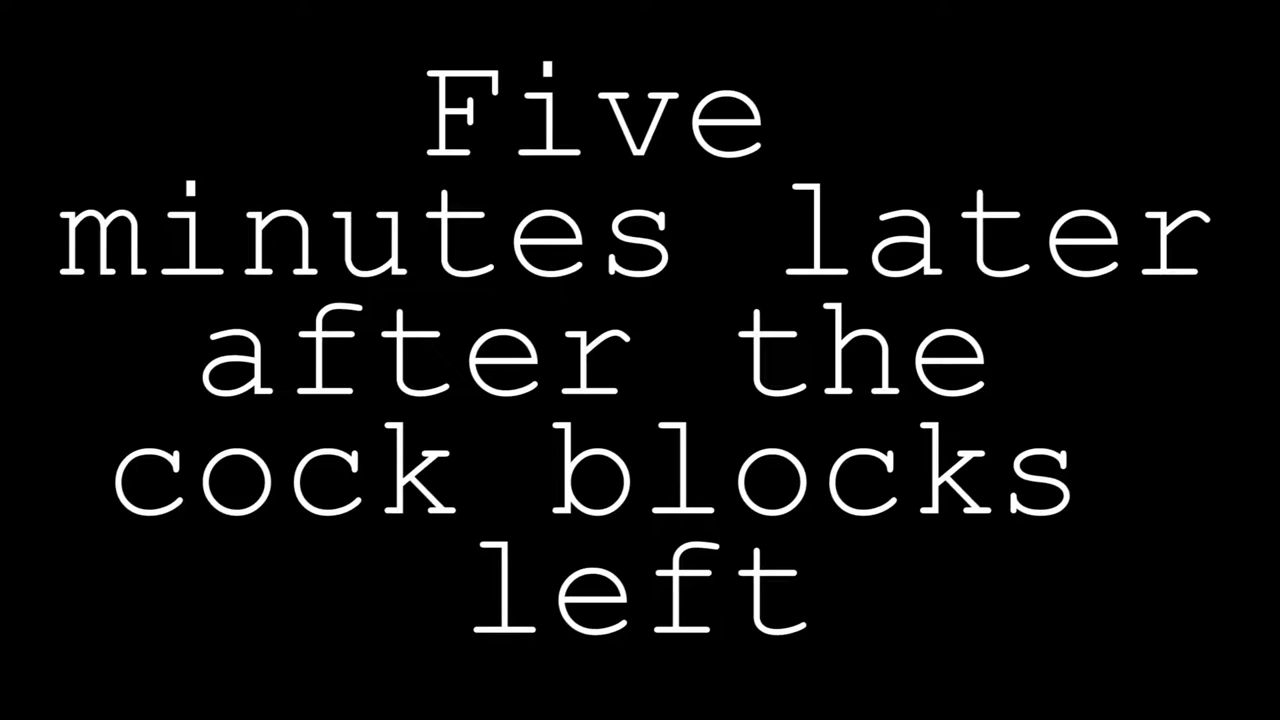 Five
minutes later
after the
cock blocks
left